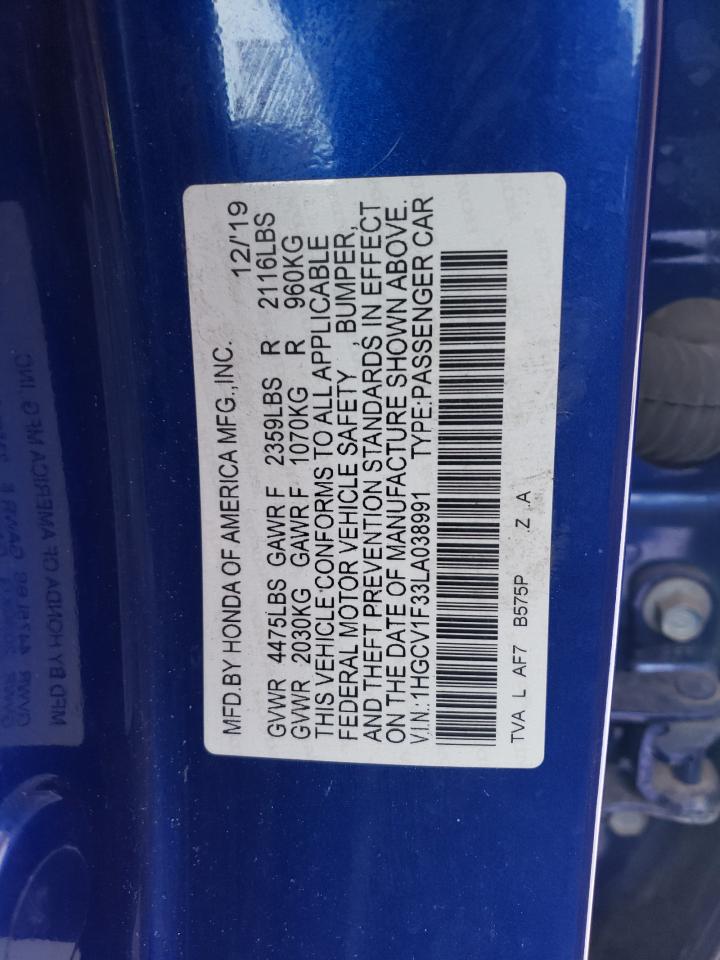 MFD.BY HONDA OF AMERICA MFG.,INC. 12/'19
GVWR 4475LBS GAWR F 2359LBS R 2116LBS
GVWR 2030KG GAWR F 1070KG R 960KG
THIS VEHICLE CONFORMS TO ALL APPLICABLE
FEDERAL MOTOR VEHICLE SAFETY , BUMPER,
AND THEFT PREVENTION STANDARDS IN EFFECT
ON THE DATE OF MANUFACTURE SHOWN ABOVE.
V.I.N.:1HGCV1F33LA038991 TYPE:PASSENGER CAR
TVA L AF7 B575P .Z .A